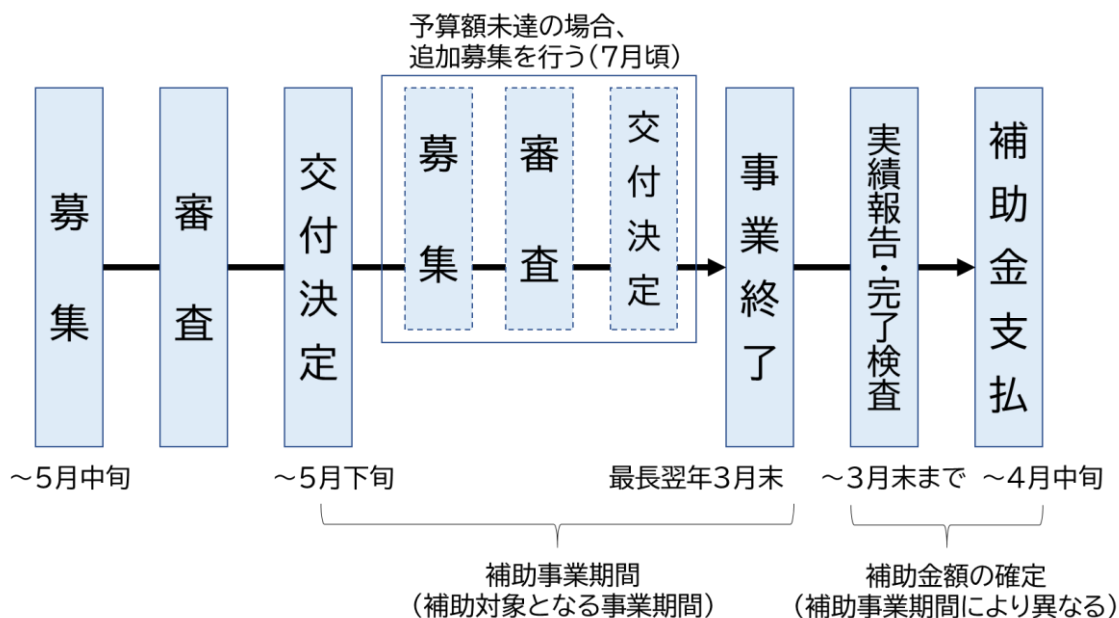 予算額未達の場合、
追加募集を行う(7月頃)
募集
審査
交付決定
募集
審査
交付決定
事業終了
実績報告・完了検査
補助金支払
～5月中旬
～5月下旬
最長翌年3月末
～3月末まで
～4月中旬
補助事業期間
(補助対象となる事業期間)
補助金額の確定
(補助事業期間により異なる)